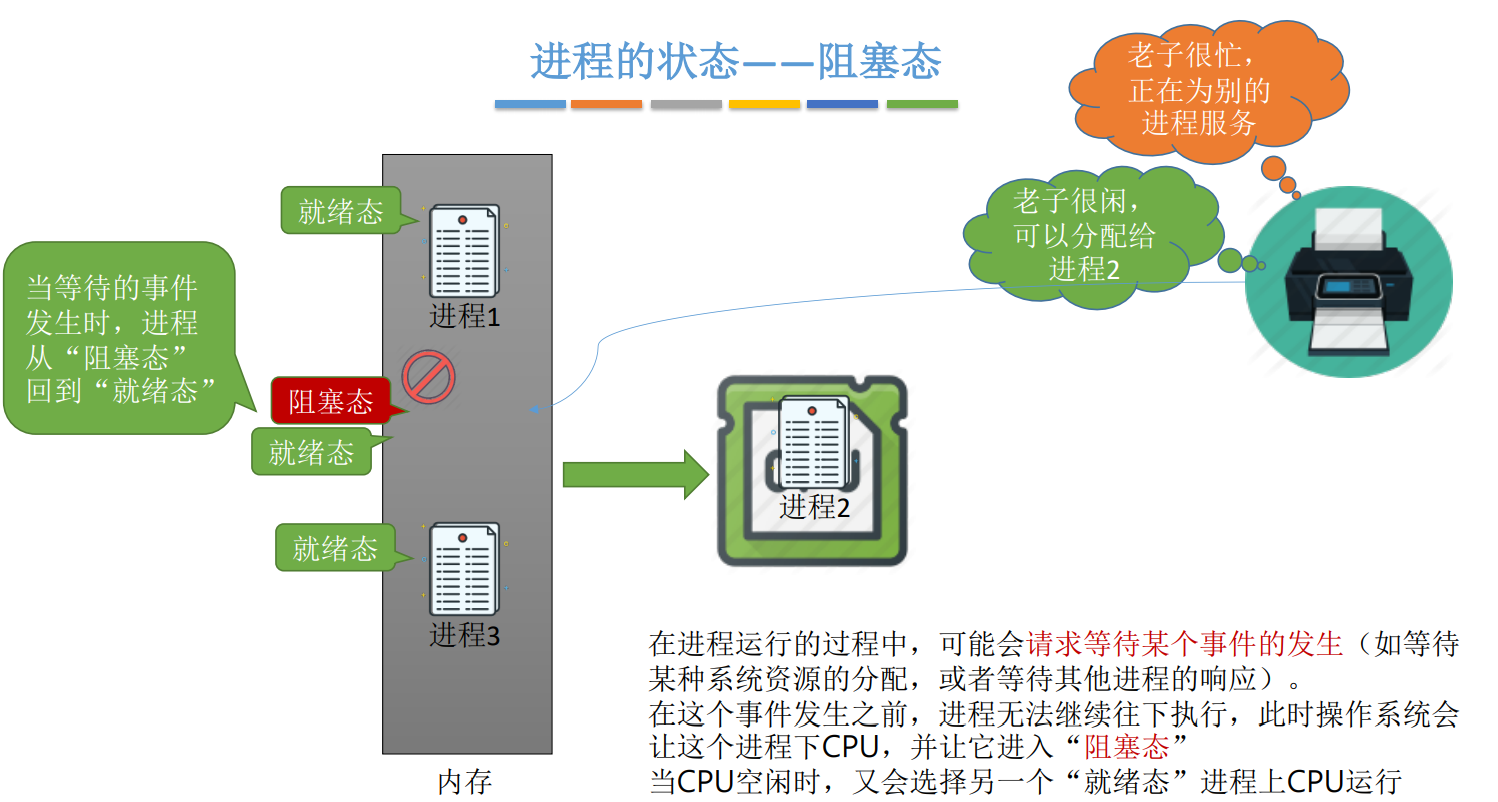 进程的状态——阻塞态
老子很忙，
正在为别的
进程服务
老子很闲，
可以分配给
进程2
就绪态
进程1
当等待的事件
发生时，进程
从“阻塞态”
回到“就绪态”
阻塞态
就绪态
进程2
就绪态
进程3
内存
在进程运行的过程中，可能会请求等待某个事件的发生（如等待
某种系统资源的分配，或者等待其他进程的响应）。
在这个事件发生之前，进程无法继续往下执行，此时操作系统会
让这个进程下CPU，并让它进入“阻塞态”
当CPU空闲时，又会选择另一个“就绪态”进程上CPU运行